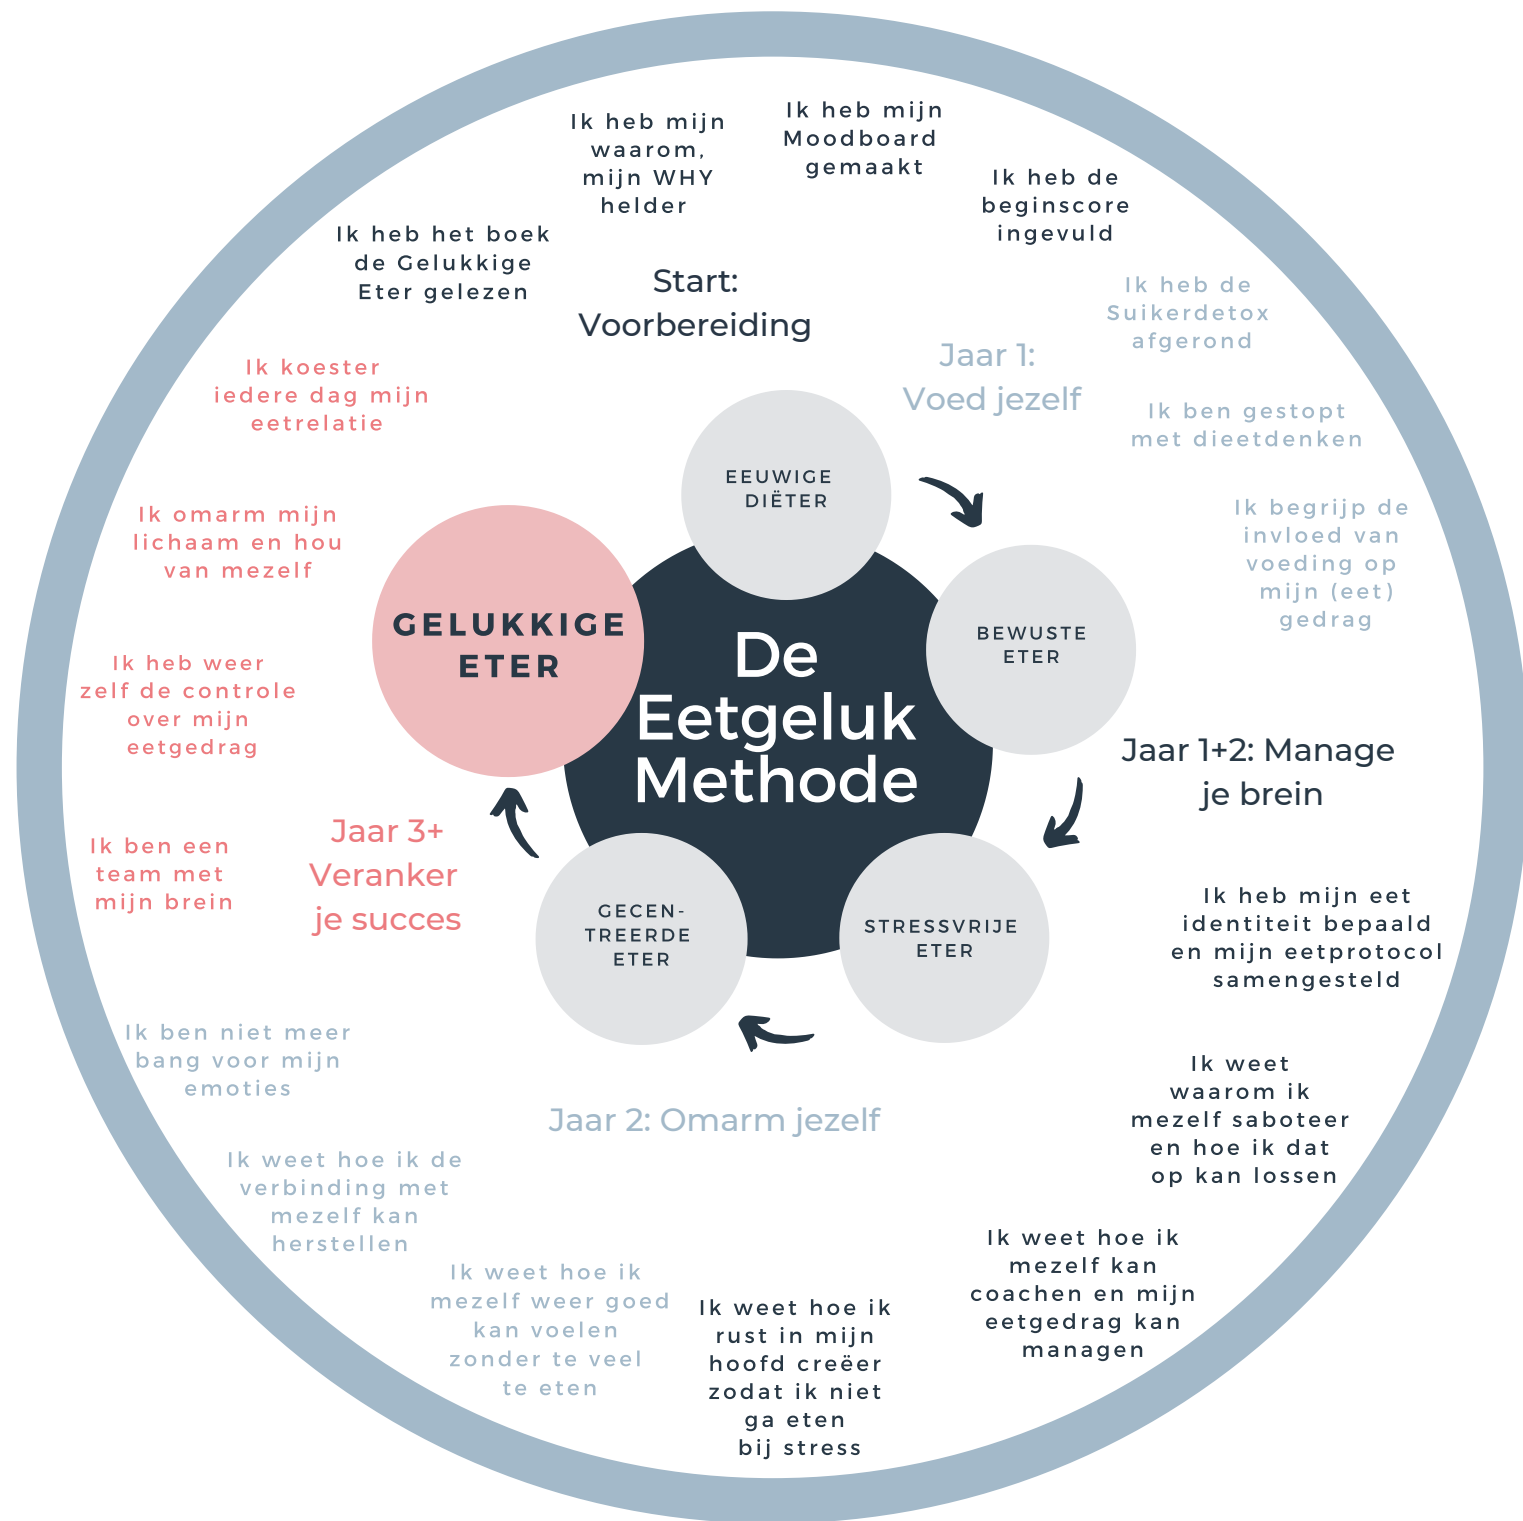 Ik heb het boek
de Gelukkige
Eter gelezen
Ik heb mijn
waarom,
mijn WHY
helder
Ik heb mijn
Moodboard
gemaakt
Ik heb de
beginscore
ingevuld
Start:
Voorbereiding
Jaar 1:
Voed jezelf
Ik heb de
Suikerdetox
afgerond
Ik ben gestopt
met dieetdenken
Ik begrijp de
invloed van
voeding op
mijn (eet)
gedrag
Jaar 1+2: Manage
je brein
Ik heb mijn eet
identiteit bepaald
en mijn eetprotocol
samengesteld
Ik weet
waarom ik
mezelf saboteer
en hoe ik dat
op kan lossen
Ik weet hoe ik
mezelf kan
coachen en mijn
eetgedrag kan
managen
Ik weet hoe ik
rust in mijn
hoofd creëer
zodat ik niet
ga eten
bij stress
Jaar 2: Omarm jezelf
Ik weet hoe ik
mezelf weer goed
kan voelen
zonder te veel
te eten
Ik weet hoe ik de
verbinding met
mezelf kan
herstellen
Ik ben niet meer
bang voor mijn
emoties
Jaar 3+
Veranker
je succes
Ik ben een
team met
mijn brein
Ik heb weer
zelf de controle
over mijn
eetgedrag
Ik omarm mijn
lichaam en hou
van mezelf
Ik koester
iedere dag mijn
eetrelatie
EEUWIGE
DIËTER
BEWUSTE
ETER
STRESSVRIJE
ETER
GECEN-
TREERDE
ETER
GELUKKIGE
ETER
De
Eetgeluk
Methode